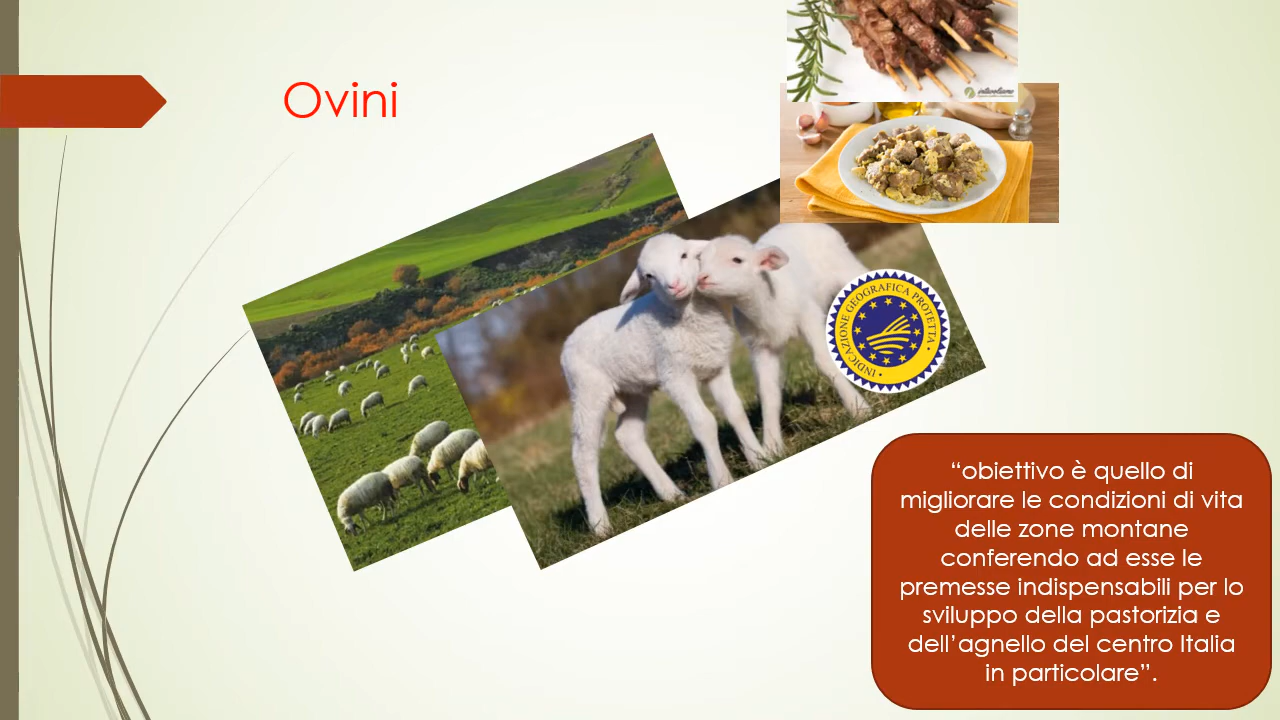 Ovini
INDICAZIONE GEOGRAFICA PROTETTA
“obiettivo è quello di
migliorare le condizioni di vita
delle zone montane
conferendo ad esse le
premesse indispensabili per lo
sviluppo della pastorizia e
dell’agnello del centro Italia
in particolare”.